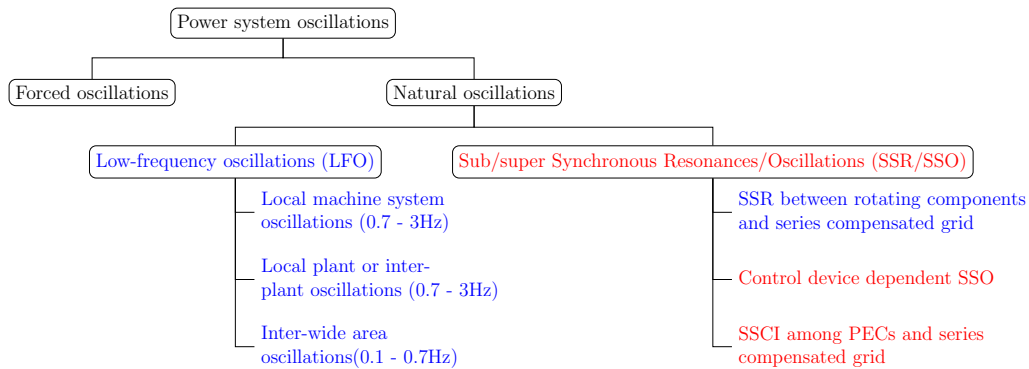 Power system oscillations
Forced oscillations
Natural oscillations
Low-frequency oscillations (LFO)
Sub/super Synchronous Resonances/Oscillations (SSR/SSO)
Local machine system
oscillations (0.7 - 3Hz)
Local plant or inter-
plant oscillations (0.7 - 3Hz)
Inter-wide area
oscillations(0.1 - 0.7Hz)
SSR between rotating components
and series compensated grid
Control device dependent SSO
SSCI among PECs and series
compensated grid